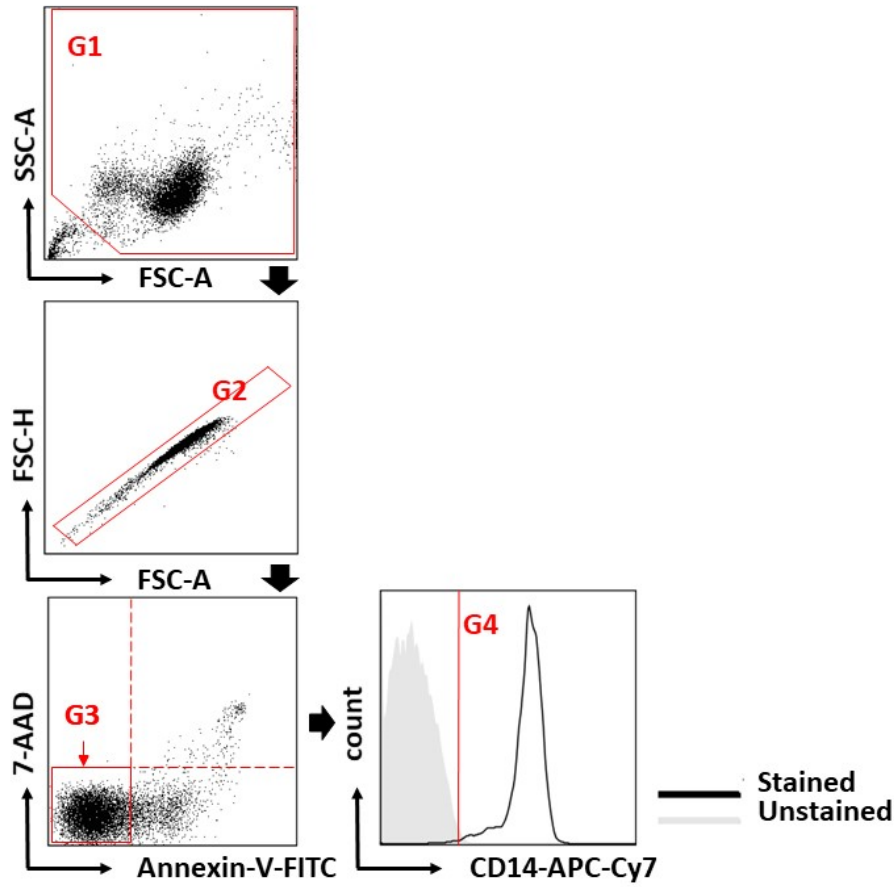 G1
SSC-A
FSC-A
G2
FSC-H
FSC-A
G3
7-AAD
Annexin-V-FITC
G4
count
CD14-APC-Cy7
Stained
Unstained